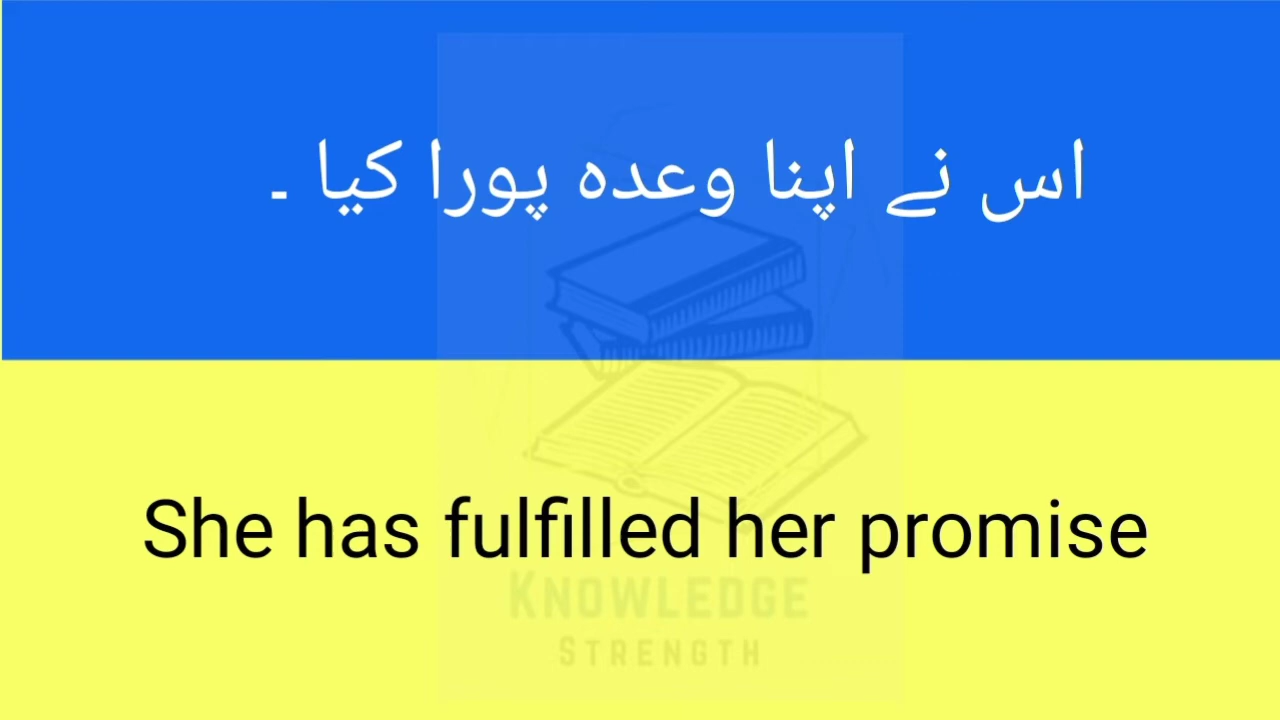 اس نے اپنا وعدہ پورا کیا ۔
She has fulfilled her promise
KNOWLEDGE
STRENGTH